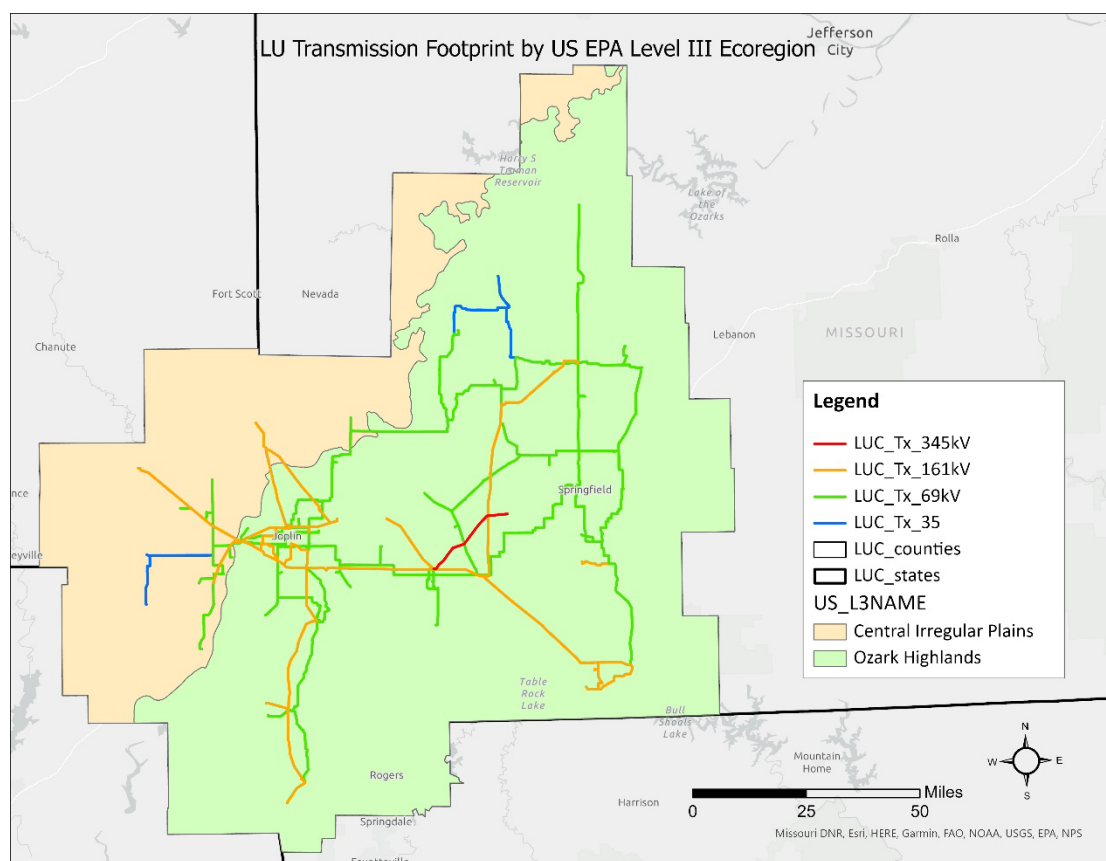 LU Transmission Footprint by US EPA Level III Ecoregion
Jefferson
City
Harry S
Truman
Reservoir
Lake of
the
Ozarks
Rolla
Fort Scott
Nevada
Lebanon
MISSOURI
Chanute
Legend
LUC_Tx_345kV
LUC_Tx_161kV
LUC_Tx_69kV
LUC_Tx_35
LUC_counties
LUC_states
US_L3NAME
Central Irregular Plains
Ozark Highlands
nce
Springfield
Joplin
eyville
Table
Rock
Lake
Bull
Shoals
Lake
Mountain
Home
N
W
E
S
Rogers
Harrison
Springdale
Miles
0
25
50
Missouri DNR, Esri, HERE, Garmin, FAO, NOAA, USGS, EPA, NPS